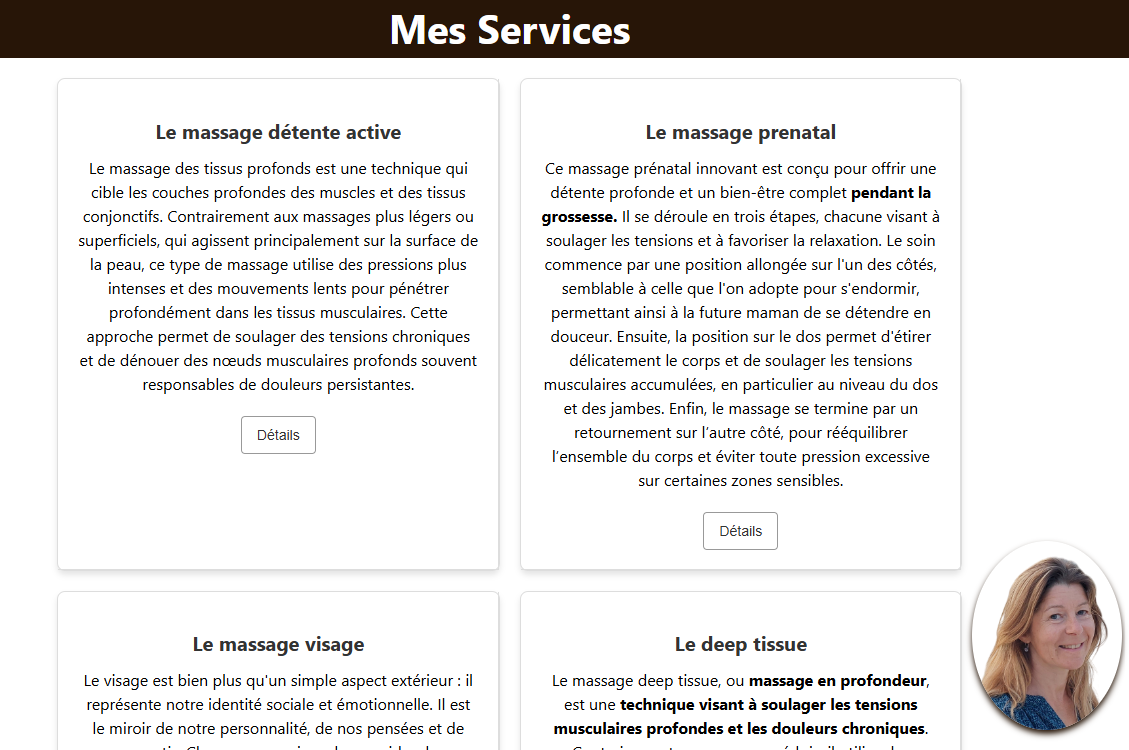 Mes Services
Le massage détente active
Le massage des tissus profonds est une technique qui
cible les couches profondes des muscles et des tissus
conjonctifs. Contrairement aux massages plus légers ou
superficiels, qui agissent principalement sur la surface de
la peau, ce type de massage utilise des pressions plus
intenses et des mouvements lents pour pénétrer
profondément dans les tissus musculaires. Cette
approche permet de soulager des tensions chroniques
et de dénouer des nœuds musculaires profonds souvent
responsables de douleurs persistantes.
Détails
Le massage prenatal
Ce massage prénatal innovant est conçu pour offrir une
détente profonde et un bien-être complet pendant la
grossesse. Il se déroule en trois étapes, chacune visant à
soulager les tensions et à favoriser la relaxation. Le soin
commence par une position allongée sur l'un des côtés,
semblable à celle que l'on adopte pour s'endormir,
permettant ainsi à la future maman de se détendre en
douceur. Ensuite, la position sur le dos permet d'étirer
délicatement le corps et de soulager les tensions
musculaires accumulées, en particulier au niveau du dos
et des jambes. Enfin, le massage se termine par un
retournement sur l’autre côté, pour rééquilibrer
l’ensemble du corps et éviter toute pression excessive
sur certaines zones sensibles.
Détails
Le massage visage
Le visage est bien plus qu'un simple aspect extérieur : il
représente notre identité sociale et émotionnelle. Il est
le miroir de notre personnalité, de nos pensées et de
Le deep tissue
Le massage deep tissue, ou massage en profondeur,
est une technique visant à soulager les tensions
musculaires profondes et les douleurs chroniques.